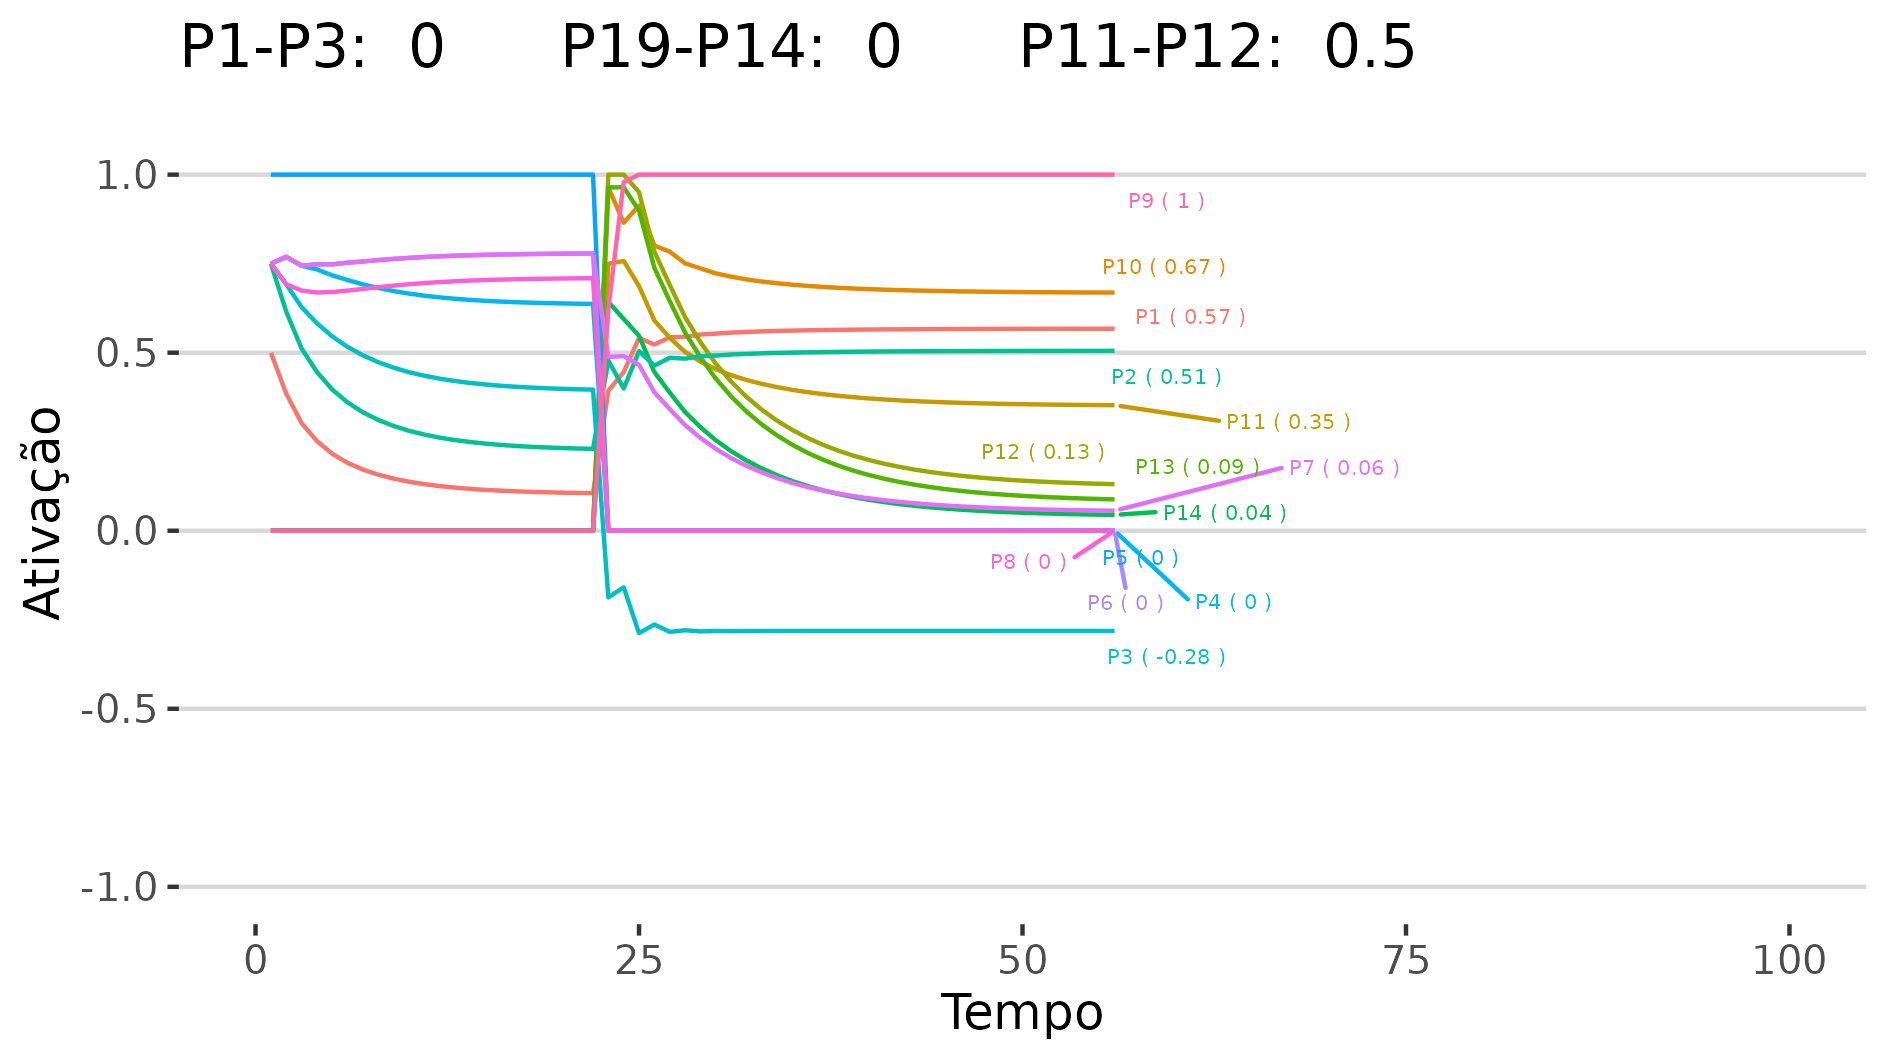 P1-P3:  0      P19-P14:  0      P11-P12:  0.5
Ativação
1.0
0.5
0.0
-0.5
-1.0
P9 ( 1 )
P10 ( 0.67 )
P1 ( 0.57 )
P2 ( 0.51 )
P11 ( 0.35 )
P12 ( 0.13 )
P13 ( 0.09 )
P7 ( 0.06 )
P14 ( 0.04 )
P8 ( 0 )
P5 ( 0 )
P6 ( 0 )
P4 ( 0 )
P3 ( -0.28 )
0 25 50 75 100
Tempo